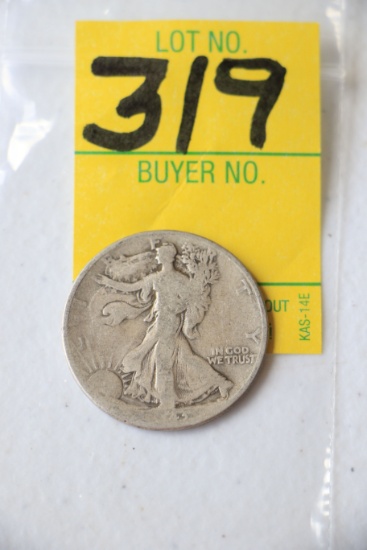 LOT NO.
319
BUYER NO.
OUT
KAS-14E
T Y
IN GOD
WE TRUST